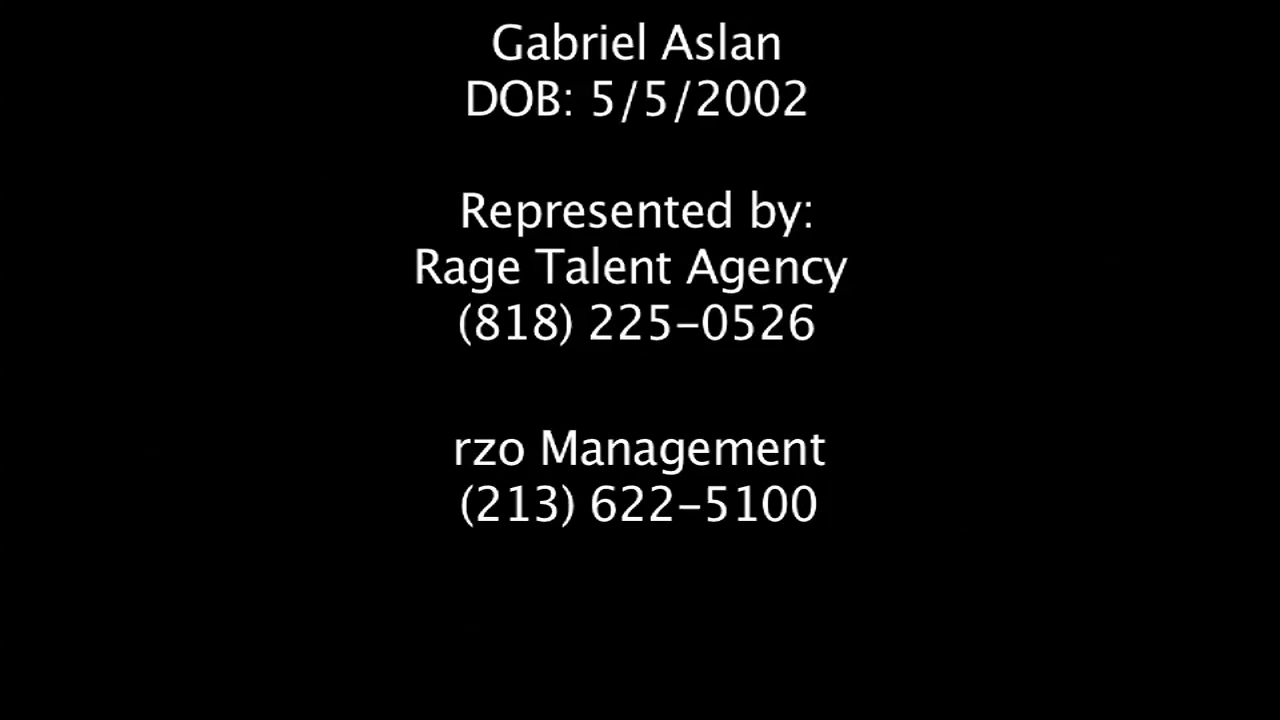 Gabriel Aslan
DOB: 5/5/2002
Represented by:
Rage Talent Agency
(818) 225-0526
rzo Management
(213) 622-5100